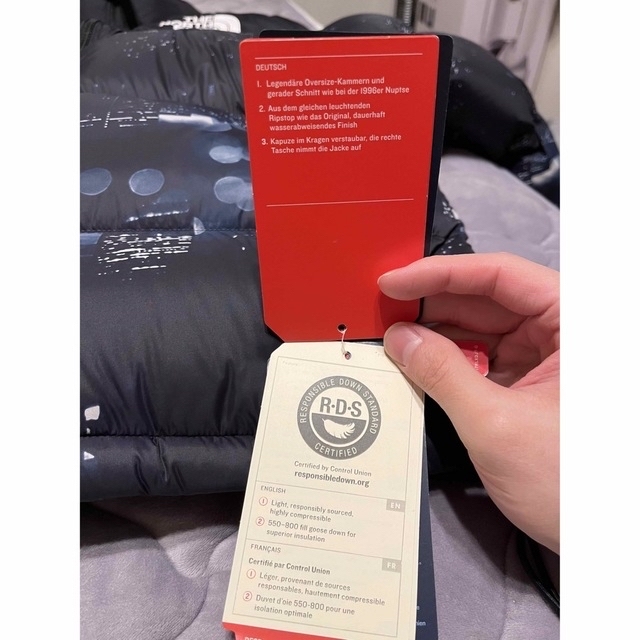 THE
NORTH
DEUTSCH
1. Legendäre Oversize-Kammern und
gerader Schnitt wie bei der 1996er Nuptse
2. Aus dem gleichen leuchtenden
Ripstop wie das Original, dauerhaft
wasserabweisendes Finish
3. Kapuze im Kragen verstaubar, die rechte
Tasche nimmt die Jacke auf
RESPONSIBLE DOWN STANDARD
R·D·S
CERTIFIED
Certified by Control Union
responsibledown.org
ENGLISH
EN
1 Light, responsibly sourced,
highly compressible
2 550-800 fill goose down for
superior insulation
FRANÇAIS
FR
Certifié par Control Union
1 Léger, provenant de sources
responsables, hautement compressible
2 Duvet d'oie 550-800 pour une
isolation optimale